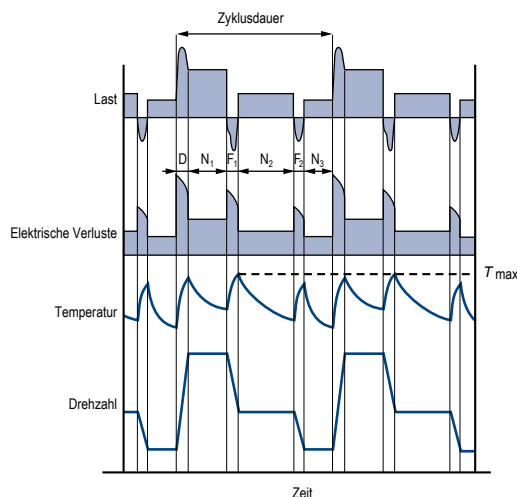 Zyklusdauer
Last
D N₁ F₁ N₂ F₂ N₃
Elektrische Verluste
T max
Temperatur
Drehzahl
Zeit